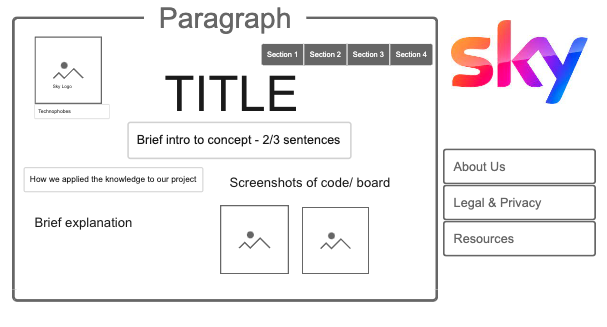 Paragraph
sky
Section 1 Section 2 Section 3 Section 4
Sky Logo
Technophobes
TITLE
Brief intro to concept - 2/3 sentences
How we applied the knowledge to our project
Screenshots of code/ board
Brief explanation
About Us
Legal & Privacy
Resources